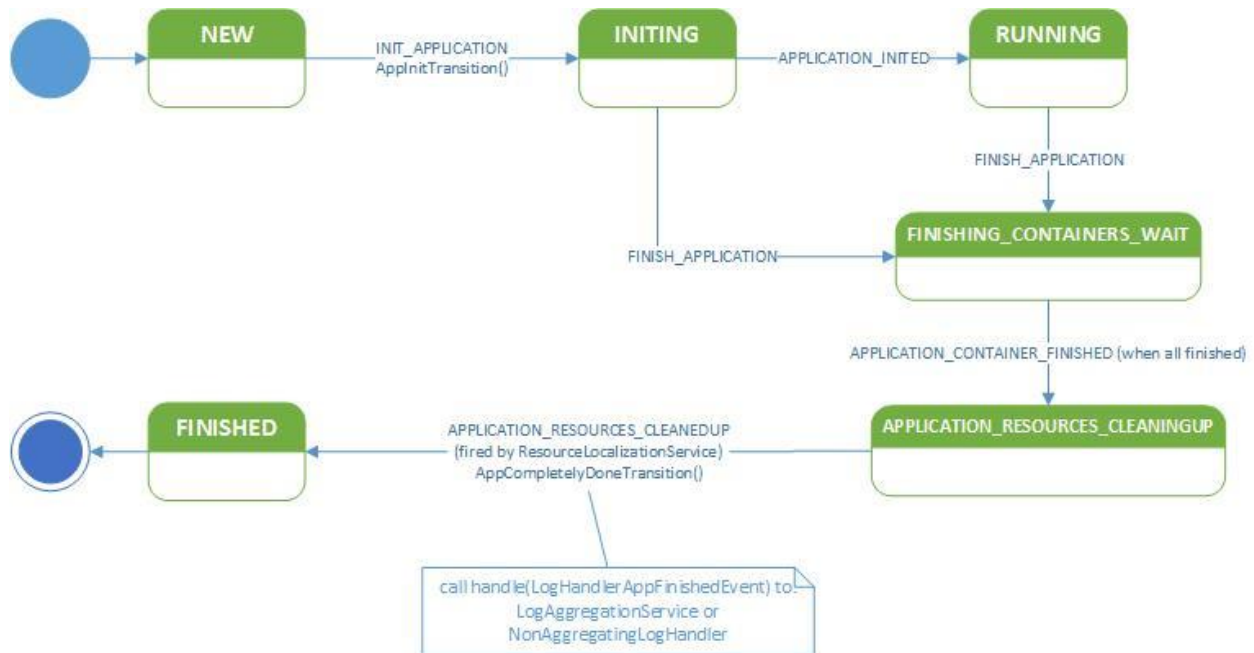 NEW
INIT_APPLICATION
AppInitTransition()
INITING
APPLICATION_INITED
RUNNING
FINISH_APPLICATION
FINISHING_CONTAINERS_WAIT
FINISH_APPLICATION
APPLICATION_CONTAINER_FINISHED (when all finished)
APPLICATION_RESOURCES_CLEANINGUP
APPLICATION_RESOURCES_CLEANEDUP
(fired by ResourceLocalizationService)
AppCompletelyDoneTransition()
FINISHED
call handle(LogHandlerAppFinishedEvent) to:
LogAggregationService or
NonAggregatingLogHandler